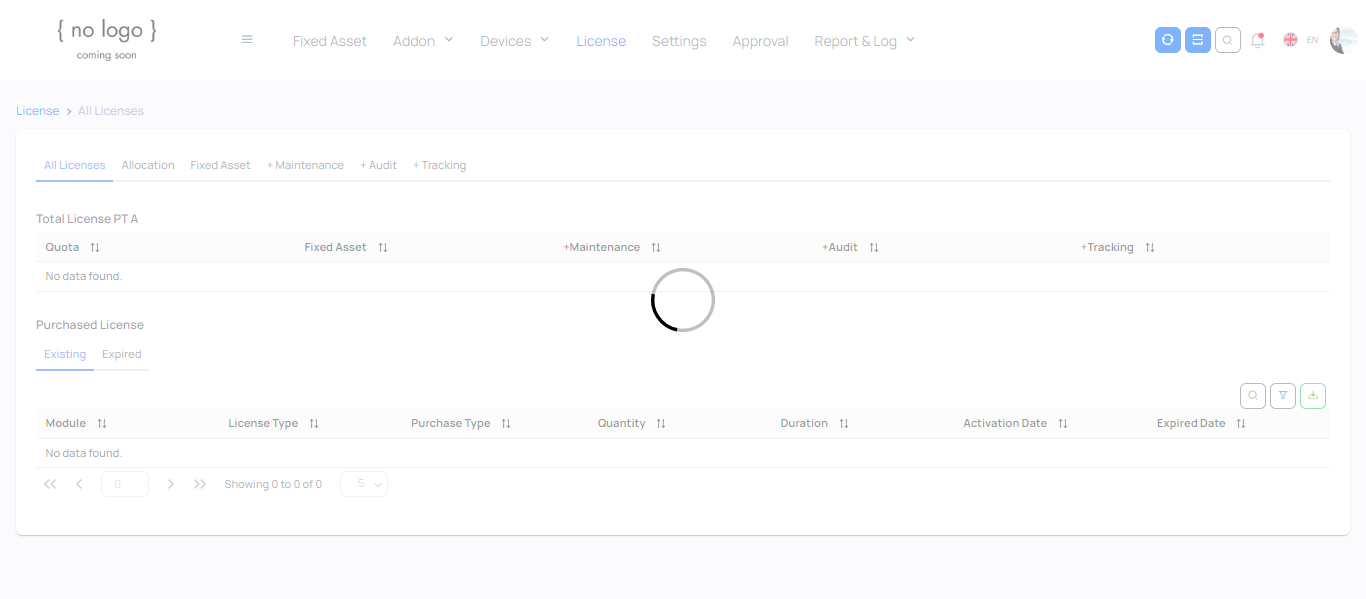 { no logo }
coming soon
Fixed Asset Addon Devices License Settings Approval Report & Log EN
License > All Licenses
All Licenses Allocation Fixed Asset + Maintenance + Audit + Tracking
Total License PT A
Quota Fixed Asset +Maintenance +Audit +Tracking
No data found.
Purchased License
Existing Expired
Module License Type Purchase Type Quantity Duration Activation Date Expired Date
No data found.
0 Showing 0 to 0 of 0 5